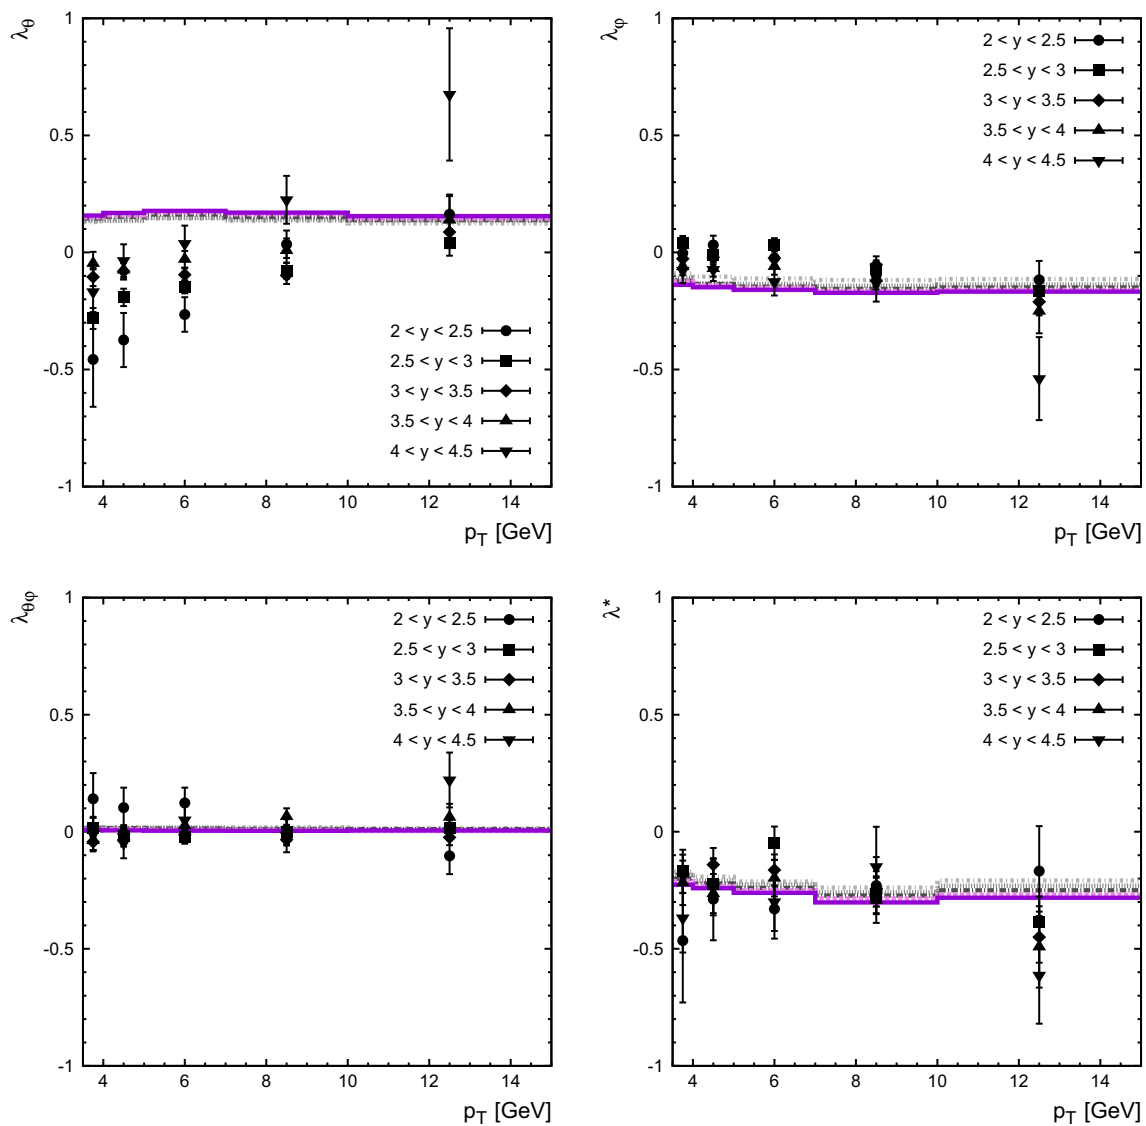 λθ
1
0.5
0
-0.5
-1
2 < y < 2.5
2.5 < y < 3
3 < y < 3.5
3.5 < y < 4
4 < y < 4.5
4 6 8 10 12 14
pT [GeV]
λφ
1
0.5
0
-0.5
-1
2 < y < 2.5
2.5 < y < 3
3 < y < 3.5
3.5 < y < 4
4 < y < 4.5
4 6 8 10 12 14
pT [GeV]
λθφ
1
0.5
0
-0.5
-1
2 < y < 2.5
2.5 < y < 3
3 < y < 3.5
3.5 < y < 4
4 < y < 4.5
4 6 8 10 12 14
pT [GeV]
λ*
1
0.5
0
-0.5
-1
2 < y < 2.5
2.5 < y < 3
3 < y < 3.5
3.5 < y < 4
4 < y < 4.5
4 6 8 10 12 14
pT [GeV]